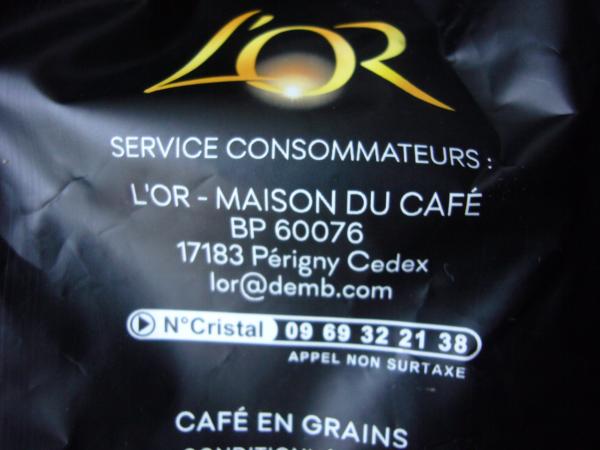 L'OR
SERVICE CONSOMMATEURS :
L'OR - MAISON DU CAFÉ
BP 60076
17183 Périgny Cedex
lor@demb.com
N°Cristal 09 69 32 21 38
APPEL NON SURTAXE
CAFÉ EN GRAINS